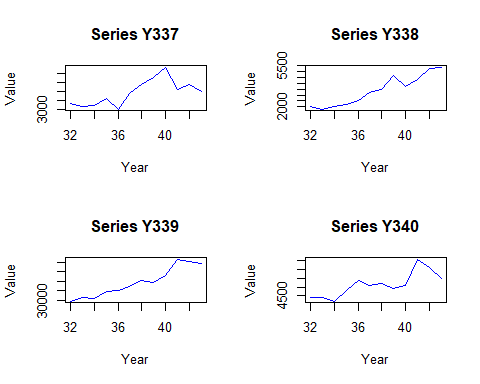 Series Y337
Value
3000
32 36 40
Year
Series Y338
Value
2000 5500
32 36 40
Year
Series Y339
Value
30000
32 36 40
Year
Series Y340
Value
4500
32 36 40
Year